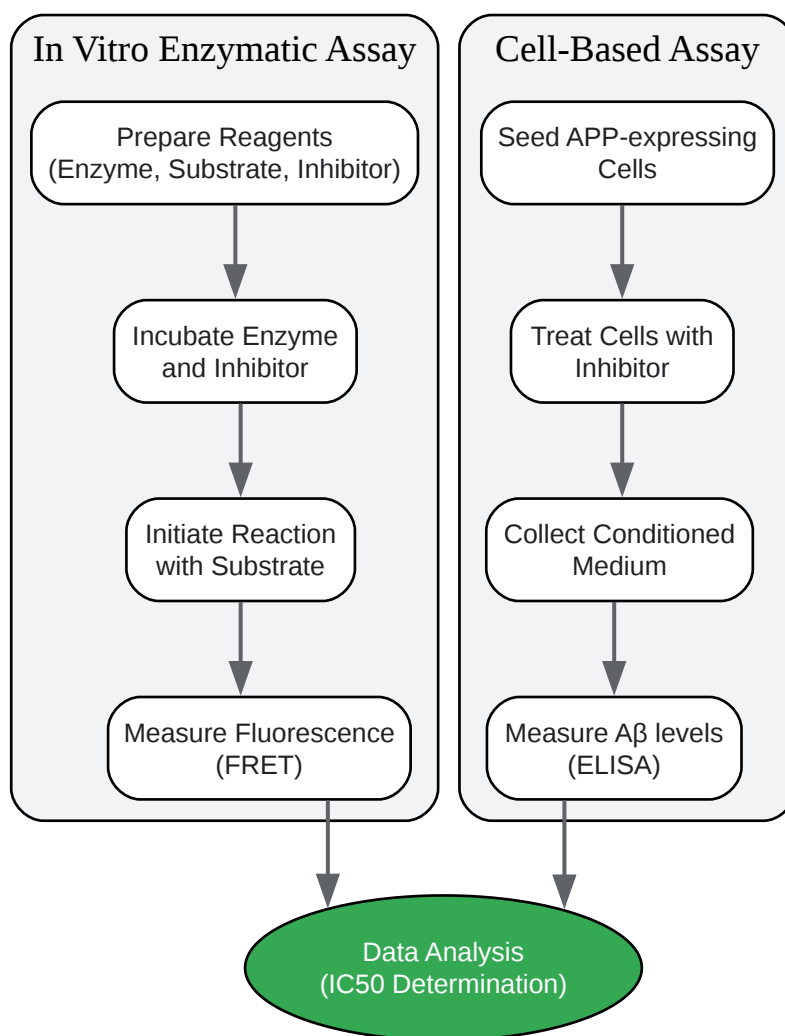 In Vitro Enzymatic Assay
Prepare Reagents
(Enzyme, Substrate, Inhibitor)
Incubate Enzyme
and Inhibitor
Initiate Reaction
with Substrate
Measure Fluorescence
(FRET)
Cell-Based Assay
Seed APP-expressing
Cells
Treat Cells with
Inhibitor
Collect Conditioned
Medium
Measure Aβ levels
(ELISA)
Data Analysis
(IC50 Determination)